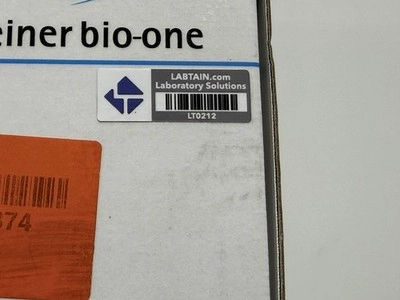 einer bio-one
LABTAIN.com
Laboratory Solutions
LT0212
374